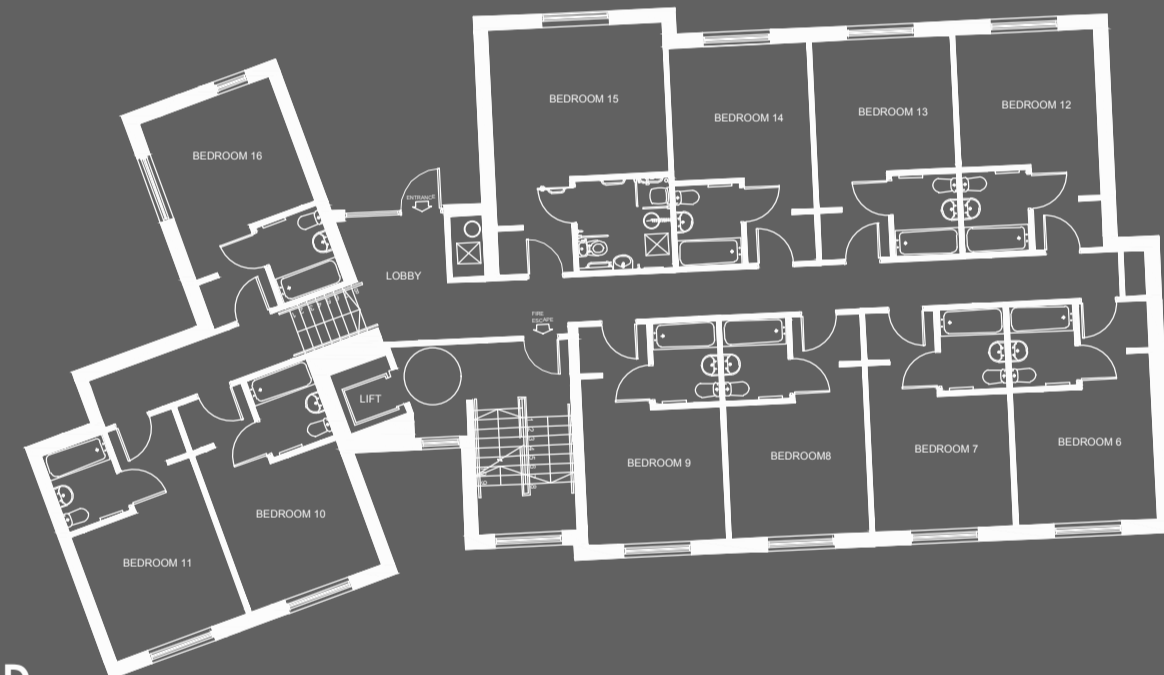 BEDROOM 15
BEDROOM 14
BEDROOM 13
BEDROOM 12
BEDROOM 16
ENTRANCE
LOBBY
FIRE
ESCAPE
LIFT
BEDROOM 9
BEDROOM8
BEDROOM 7
BEDROOM 6
BEDROOM 10
BEDROOM 11